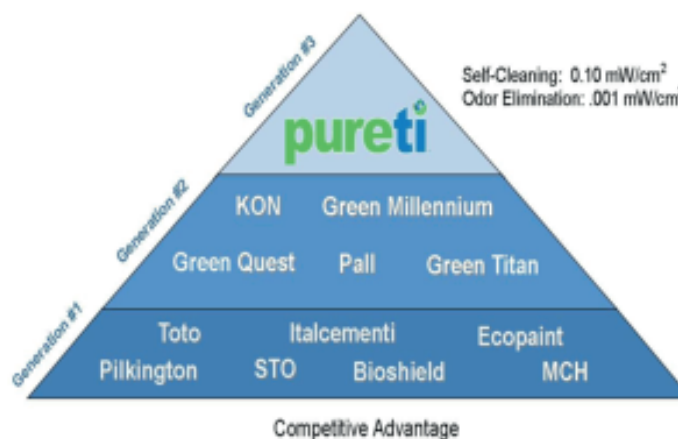 Generation #3
Self-Cleaning: 0.10 mW/cm²
Odor Elimination: .001 mW/cm²
pureti
Generation #2
KON Green Millennium
Green Quest Pall Green Titan
Generation #1
Toto Italcementi Ecopaint
Pilkington STO Bioshield MCH
Competitive Advantage